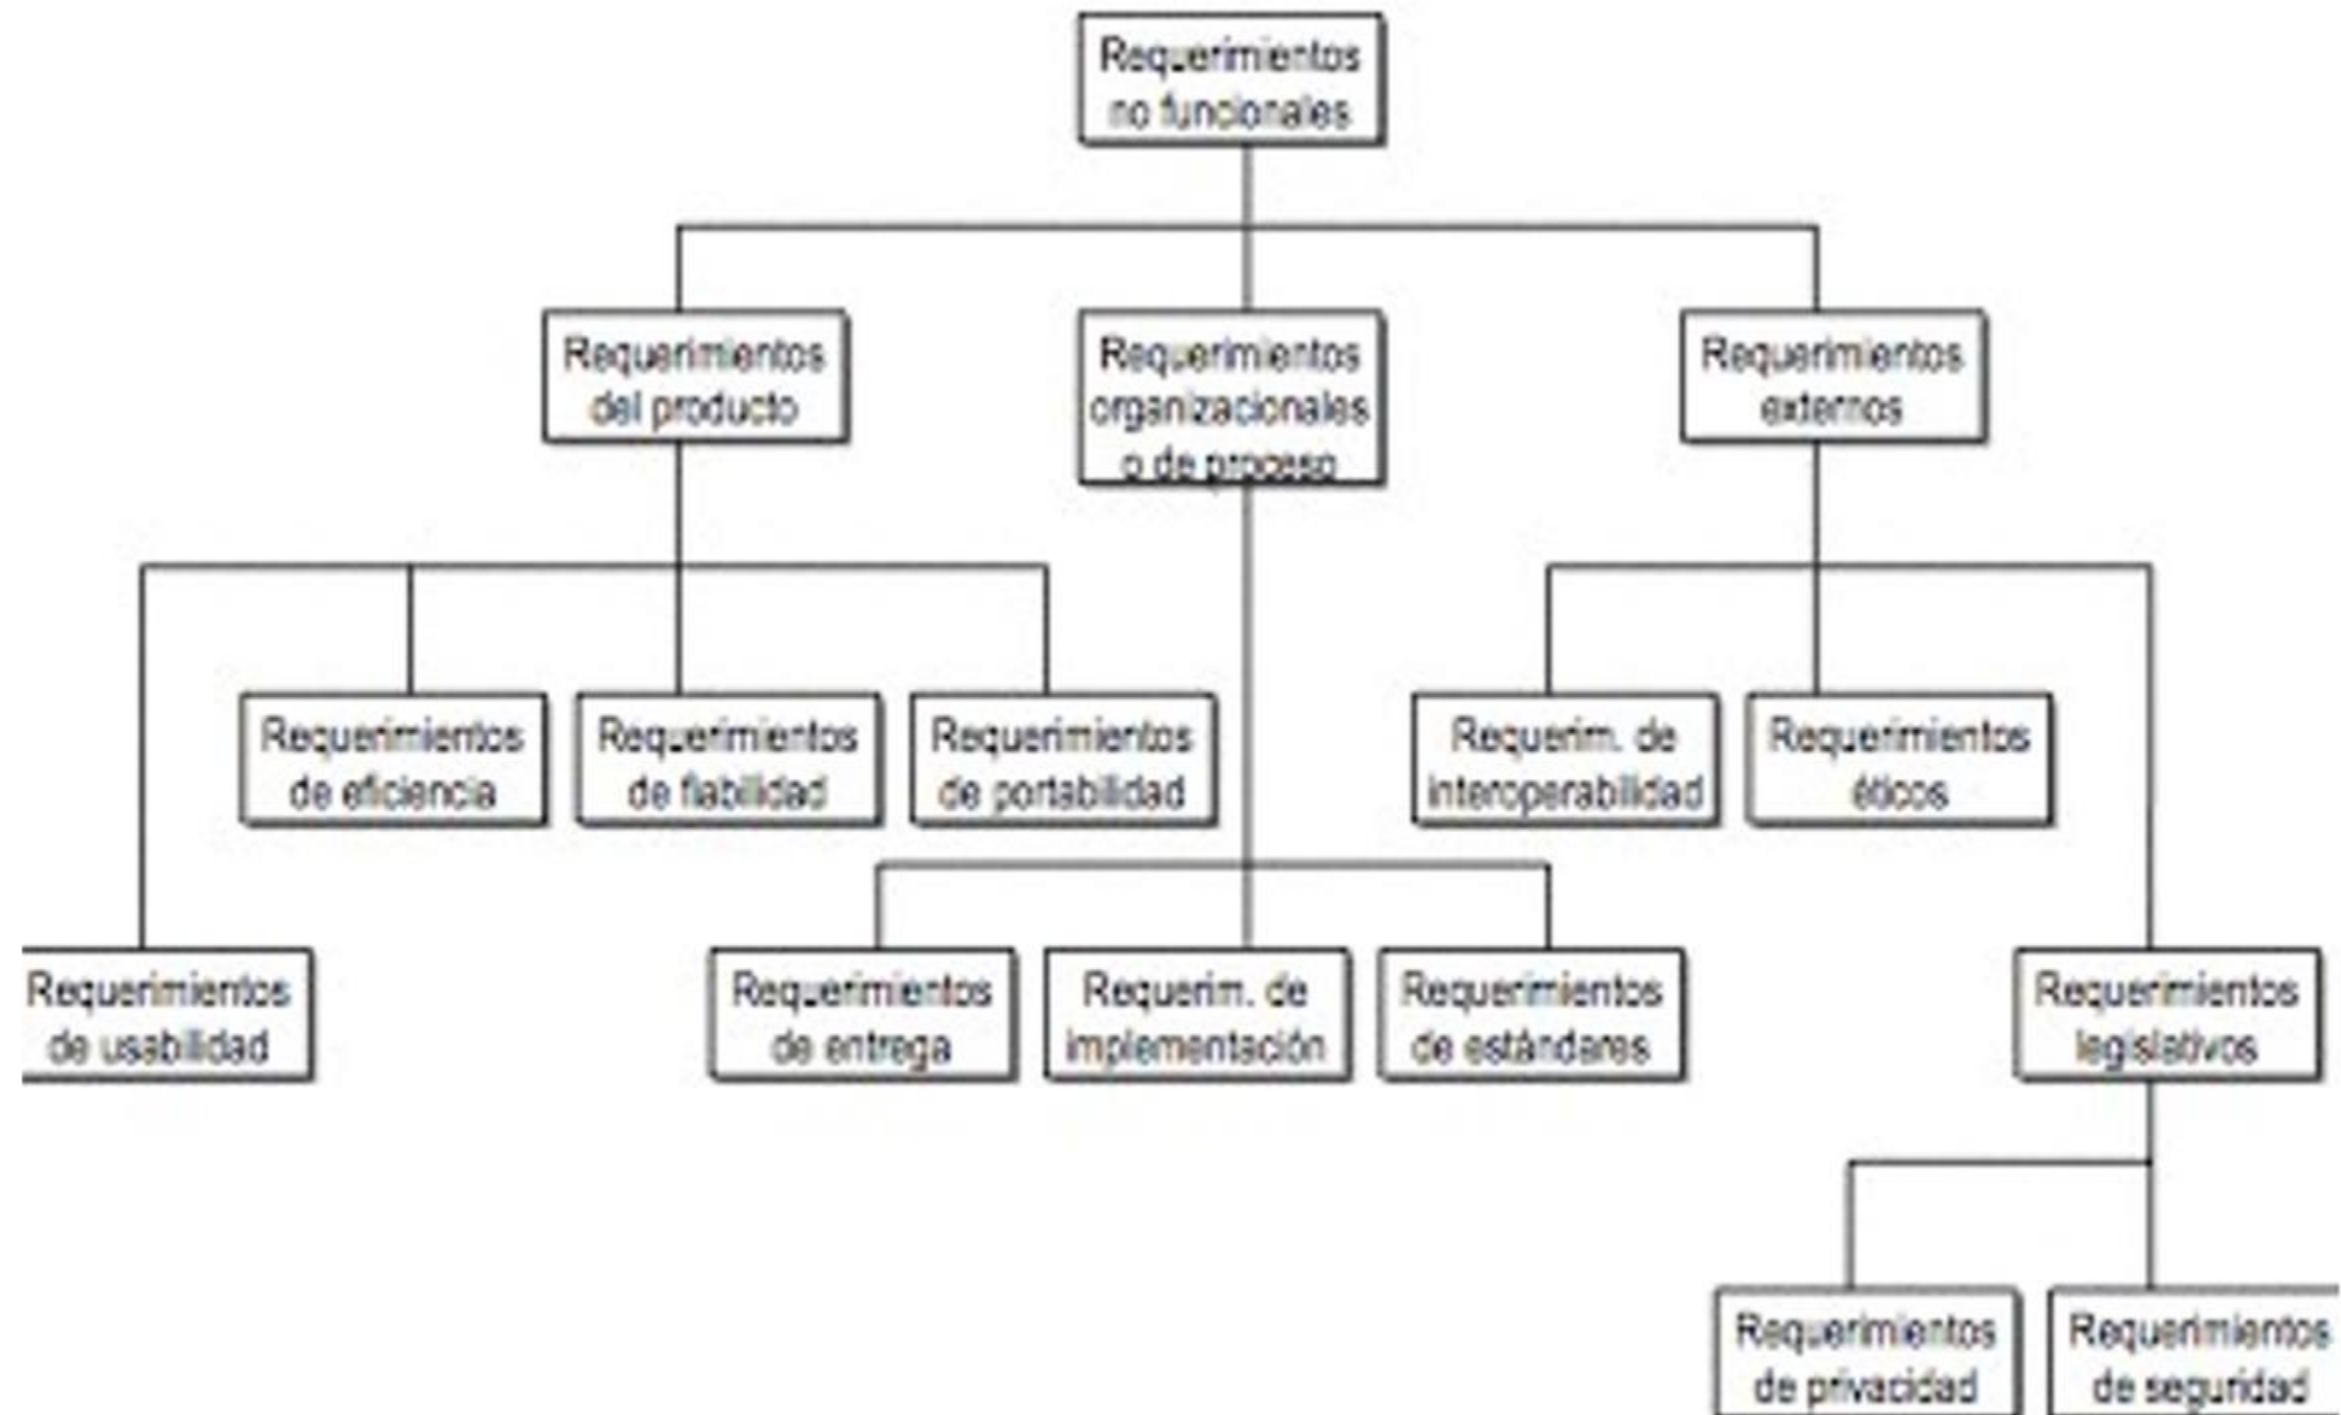 Requerimientos
no funcionales
Requerimientos
del producto
Requerimientos
organizacionales
o de proceso
Requerimientos
externos
Requerimientos
de eficiencia
Requerimientos
de fiabilidad
Requerimientos
de portabilidad
Requerim. de
interoperabilidad
Requerimientos
éticos
Requerimientos
de usabilidad
Requerimientos
de entrega
Requerim. de
implementación
Requerimientos
de estándares
Requerimientos
legislativos
Requerimientos
de privacidad
Requerimientos
de seguridad